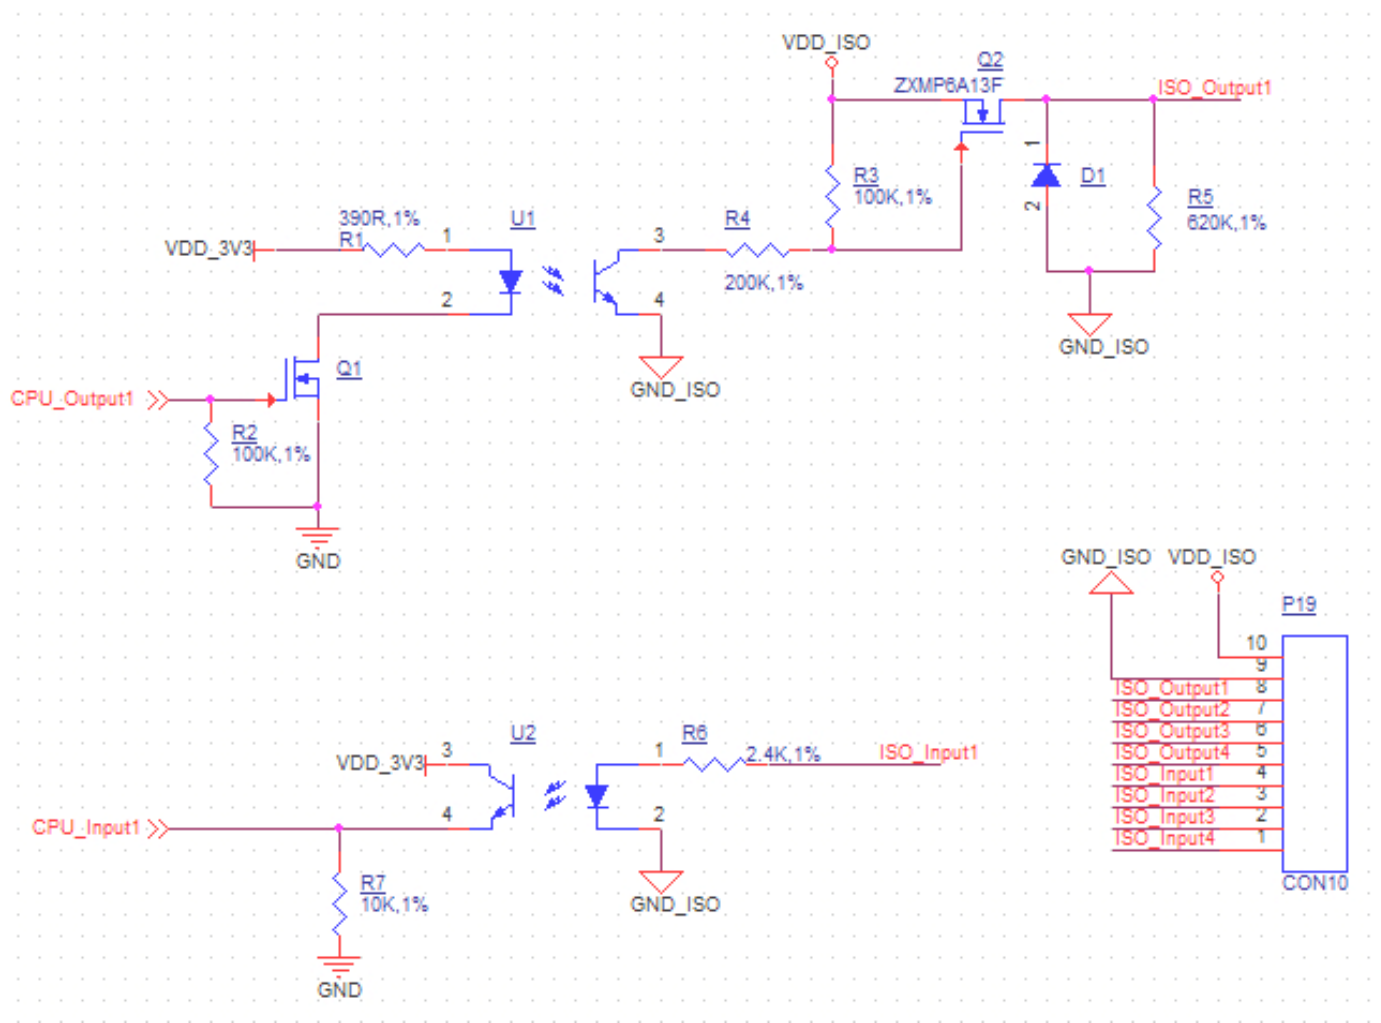 VDD_ISO
Q2
ZXMP6A13F
ISO_Output1
1
D1
2
R3
100K,1%
R5
620K,1%
390R,1%
R1
VDD_3V3
1
U1
3
R4
200K,1%
2
4
GND_ISO
GND_ISO
Q1
CPU_Output1
R2
100K,1%
GND
GND_ISO
VDD_ISO
P19
10
9
ISO_Output1 8
ISO_Output2 7
ISO_Output3 6
ISO_Output4 5
ISO_Input1 4
ISO_Input2 3
ISO_Input3 2
ISO_Input4 1
CON10
VDD_3V3
3
U2
1
R6
2.4K,1%
ISO_Input1
CPU_Input1
4
2
R7
10K,1%
GND_ISO
GND